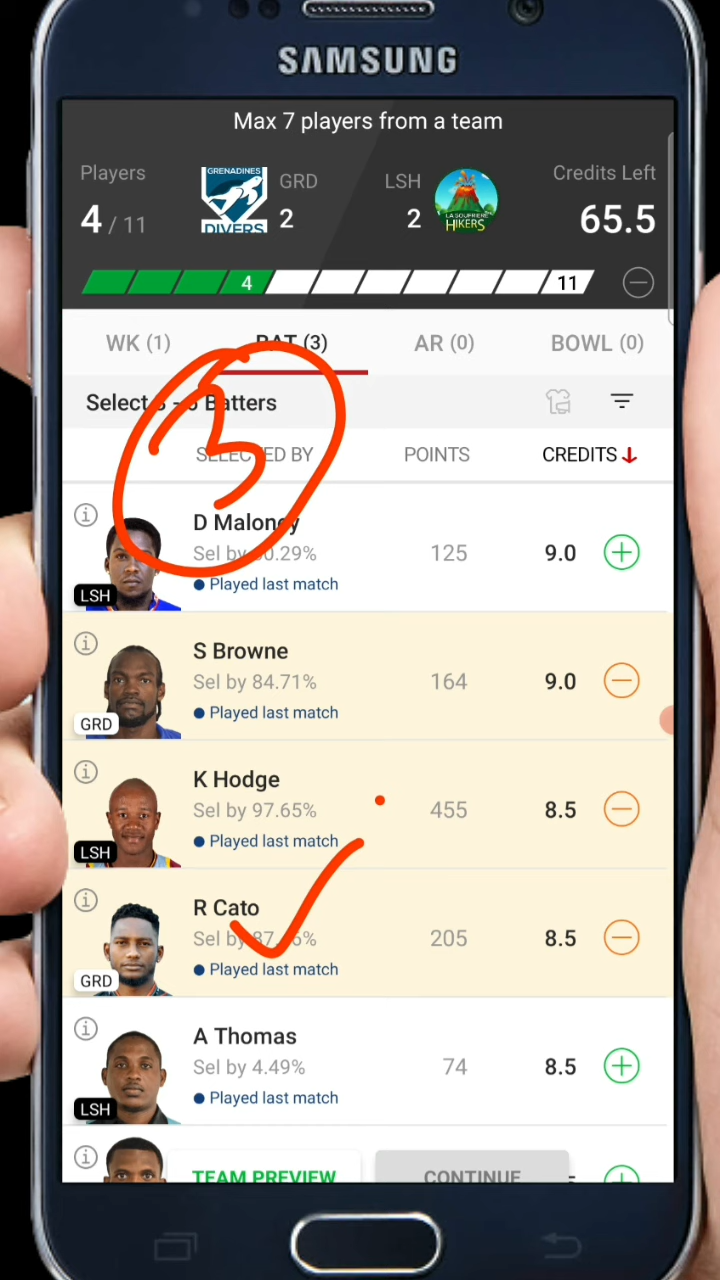 SAMSUNG
Max 7 players from a team
Players
4 / 11
GRENADINES
DIVERS
GRD
2
LSH
2
LA SOUFRIERE
HIKERS
Credits Left
65.5
4
11
WK (1)
BAT (3)
AR (0)
BOWL (0)
Select - Batters
3
SELECTED BY
POINTS
CREDITS
D Maloney
Sel by 0.29%
Played last match
LSH
125
9.0
S Browne
Sel by 84.71%
Played last match
GRD
164
9.0
K Hodge
Sel by 97.65%
Played last match
LSH
455
8.5
R Cato
Sel by
Played last match
GRD
205
8.5
A Thomas
Sel by 4.49%
Played last match
LSH
74
8.5
TEAM PREVIEW
CONTINUE